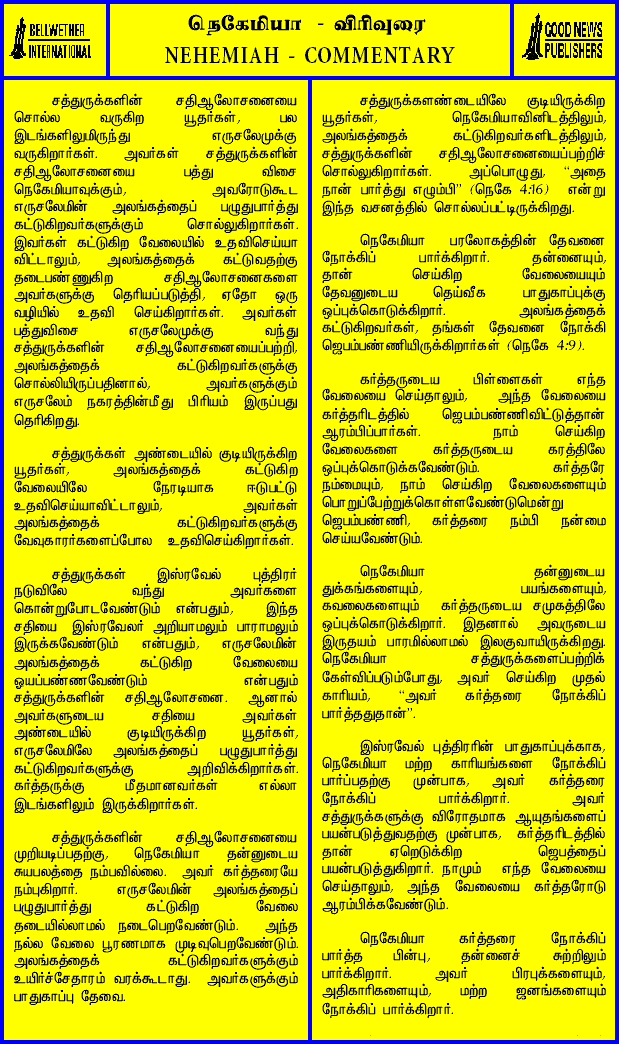 BELLWETHER
INTERNATIONAL
நெகேமியா - விரிவுரை
NEHEMIAH - COMMENTARY
GOOD NEWS
PUBLISHERS
சத்துருக்களின் சதிஆலோசனையை
சொல்ல வருகிற யூதர்கள், பல
இடங்களிலுமிருந்து எருசலேமுக்கு
வருகிறார்கள். அவர்கள் சத்துருக்களின்
சதிஆலோசனையை பத்து விசை
நெகேமியாவுக்கும், அவரோடுகூட
எருசலேமின் அலங்கத்தைப் பழுதுபார்த்து
கட்டுகிறவர்களுக்கும் சொல்லுகிறார்கள்.
இவர்கள் கட்டுகிற வேலையில் உதவிசெய்யா
விட்டாலும், அலங்கத்தைக் கட்டுவதற்கு
தடைபண்ணுகிற சதிஆலோசனைகளை
அவர்களுக்கு தெரியப்படுத்தி, ஏதோ ஒரு
வழியில் உதவி செய்கிறார்கள். அவர்கள்
பத்துவிசை எருசலேமுக்கு வந்து
சத்துருக்களின் சதிஆலோசனையைப்பற்றி,
அலங்கத்தைக் கட்டுகிறவர்களுக்கு
சொல்லியிருப்பதினால், அவர்களுக்கும்
எருசலேம் நகரத்தின்மீது பிரியம் இருப்பது
தெரிகிறது.
சத்துருக்கள் அண்டையில் குடியிருக்கிற
யூதர்கள், அலங்கத்தைக் கட்டுகிற
வேலையிலே நேரடியாக ஈடுபட்டு
உதவிசெய்யாவிட்டாலும், அவர்கள்
அலங்கத்தைக் கட்டுகிறவர்களுக்கு
வேவுகாரர்களைப்போல உதவிசெய்கிறார்கள்.
சத்துருக்கள் இஸ்ரவேல் புத்திரர்
நடுவிலே வந்து அவர்களை
கொன்றுபோடவேண்டும் என்பதும், இந்த
சதியை இஸ்ரவேலர் அறியாமலும் பாராமலும்
இருக்கவேண்டும் என்பதும், எருசலேமின்
அலங்கத்தைக் கட்டுகிற வேலையை
ஓயப்பண்ணவேண்டும் என்பதும்
சத்துருக்களின் சதிஆலோசனை. ஆனால்
அவர்களுடைய சதியை அவர்கள்
அண்டையில் குடியிருக்கிற யூதர்கள்,
எருசலேமிலே அலங்கத்தைப் பழுதுபார்த்து
கட்டுகிறவர்களுக்கு அறிவிக்கிறார்கள்.
கர்த்தருக்கு மீதமானவர்கள் எல்லா
இடங்களிலும் இருக்கிறார்கள்.
சத்துருக்களின் சதிஆலோசனையை
முறியடிப்பதற்கு, நெகேமியா தன்னுடைய
சுயபலத்தை நம்பவில்லை. அவர் கர்த்தரையே
நம்புகிறார். எருசலேமின் அலங்கத்தைப்
பழுதுபார்த்து கட்டுகிற வேலை
தடையில்லாமல் நடைபெறவேண்டும். அந்த
நல்ல வேலை பூரணமாக முடிவுபெறவேண்டும்.
அலங்கத்தைக் கட்டுகிறவர்களுக்கும்
உயிர்ச்சேதாரம் வரக்கூடாது. அவர்களுக்கும்
பாதுகாப்பு தேவை.
சத்துருக்களண்டையிலே குடியிருக்கிற
யூதர்கள், நெகேமியாவினிடத்திலும்,
அலங்கத்தைக் கட்டுகிறவர்களிடத்திலும்,
சத்துருக்களின் சதிஆலோசனையைப்பற்றிச்
சொல்லுகிறார்கள். அப்பொழுது, "அதை
நான் பார்த்து எழும்பி" (நெகே 4:16) என்று
இந்த வசனத்தில் சொல்லப்பட்டிருக்கிறது.
நெகேமியா பரலோகத்தின் தேவனை
நோக்கிப் பார்க்கிறார். தன்னையும்,
தான் செய்கிற வேலையையும்
தேவனுடைய தெய்வீக பாதுகாப்புக்கு
ஒப்புக்கொடுக்கிறார். அலங்கத்தைக்
கட்டுகிறவர்கள், தங்கள் தேவனை நோக்கி
ஜெபம்பண்ணியிருக்கிறார்கள் (நெகே 4:9).
கர்த்தருடைய பிள்ளைகள் எந்த
வேலையை செய்தாலும், அந்த வேலையை
கர்த்தரிடத்தில் ஜெபம்பண்ணிவிட்டுத்தான்
ஆரம்பிப்பார்கள். நாம் செய்கிற
வேலைகளை கர்த்தருடைய கரத்திலே
ஒப்புக்கொடுக்கவேண்டும். கர்த்தரே
நம்மையும், நாம் செய்கிற வேலைகளையும்
பொறுப்பேற்றுக்கொள்ளவேண்டுமென்று
ஜெபம்பண்ணி, கர்த்தரை நம்பி நன்மை
செய்யவேண்டும்.
நெகேமியா தன்னுடைய
துக்கங்களையும், பயங்களையும்,
கவலைகளையும் கர்த்தருடைய சமுகத்திலே
ஒப்புக்கொடுக்கிறார். இதனால் அவருடைய
இருதயம் பாரமில்லாமல் இலகுவாயிருக்கிறது.
நெகேமியா சத்துருக்களைப்பற்றிக்
கேள்விப்படும்போது, அவர் செய்கிற முதல்
காரியம், "அவர் கர்த்தரை நோக்கிப்
பார்த்ததுதான்".
இஸ்ரவேல் புத்திரரின் பாதுகாப்புக்காக,
நெகேமியா மற்ற காரியங்களை நோக்கிப்
பார்ப்பதற்கு முன்பாக, அவர் கர்த்தரை
நோக்கிப் பார்க்கிறார். அவர்
சத்துருக்களுக்கு விரோதமாக ஆயுதங்களைப்
பயன்படுத்துவதற்கு முன்பாக, கர்த்தரிடத்தில்
தான் ஏறெடுக்கிற ஜெபத்தைப்
பயன்படுத்துகிறார். நாமும் எந்த வேலையை
செய்தாலும், அந்த வேலையை கர்த்தரோடு
ஆரம்பிக்கவேண்டும்.
நெகேமியா கர்த்தரை நோக்கிப்
பார்த்த பின்பு, தன்னைச் சுற்றிலும்
பார்க்கிறார். அவர் பிரபுக்களையும்,
அதிகாரிகளையும், மற்ற ஜனங்களையும்
நோக்கிப் பார்க்கிறார்.